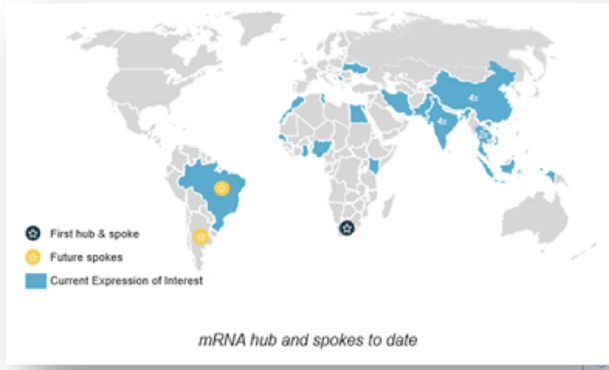 4x
4x
2x
First hub & spoke
Future spokes
Current Expression of Interest
mRNA hub and spokes to date